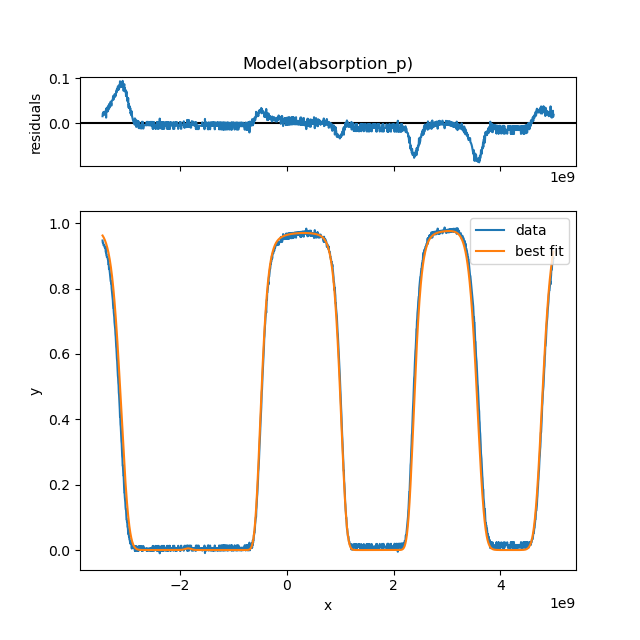 Model(absorption_p)
0.1
0.0
residuals
1e9
1.0
0.8
0.6
0.4
0.2
0.0
y
data
best fit
−2
0
2
4
x
1e9